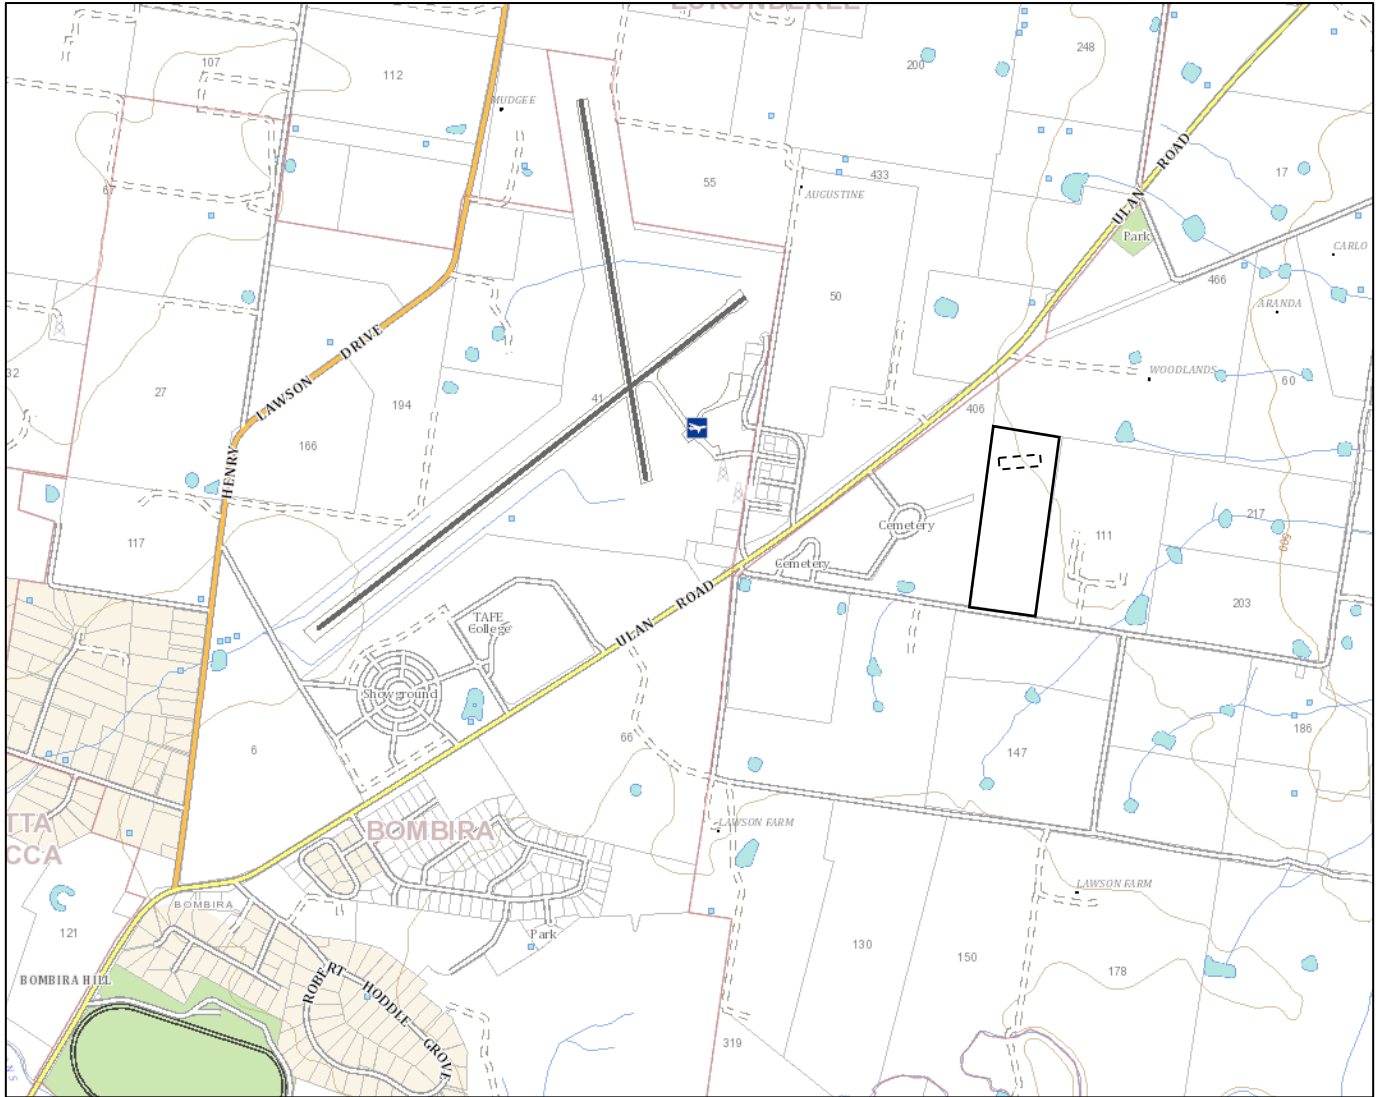 EURUNDEREE
107
112
MUDGEE
200
248
17
67
55
433
AUGUSTINE
ULAN ROAD
Park
CARLO
466
50
ARANDA
LAWSON DRIVE
32
27
194
41
WOODLANDS
60
166
406
HENRY
117
Cemetery
111
217
500
Cemetery
203
TAFE
College
ULAN ROAD
Showground
6
66
147
186
TTA
CCA
BOMBIRA
LAWSON FARM
BOMBIRA
LAWSON FARM
121
Park
130
150
178
BOMBIRA HILL
ROBERT HODDLE GROVE
319